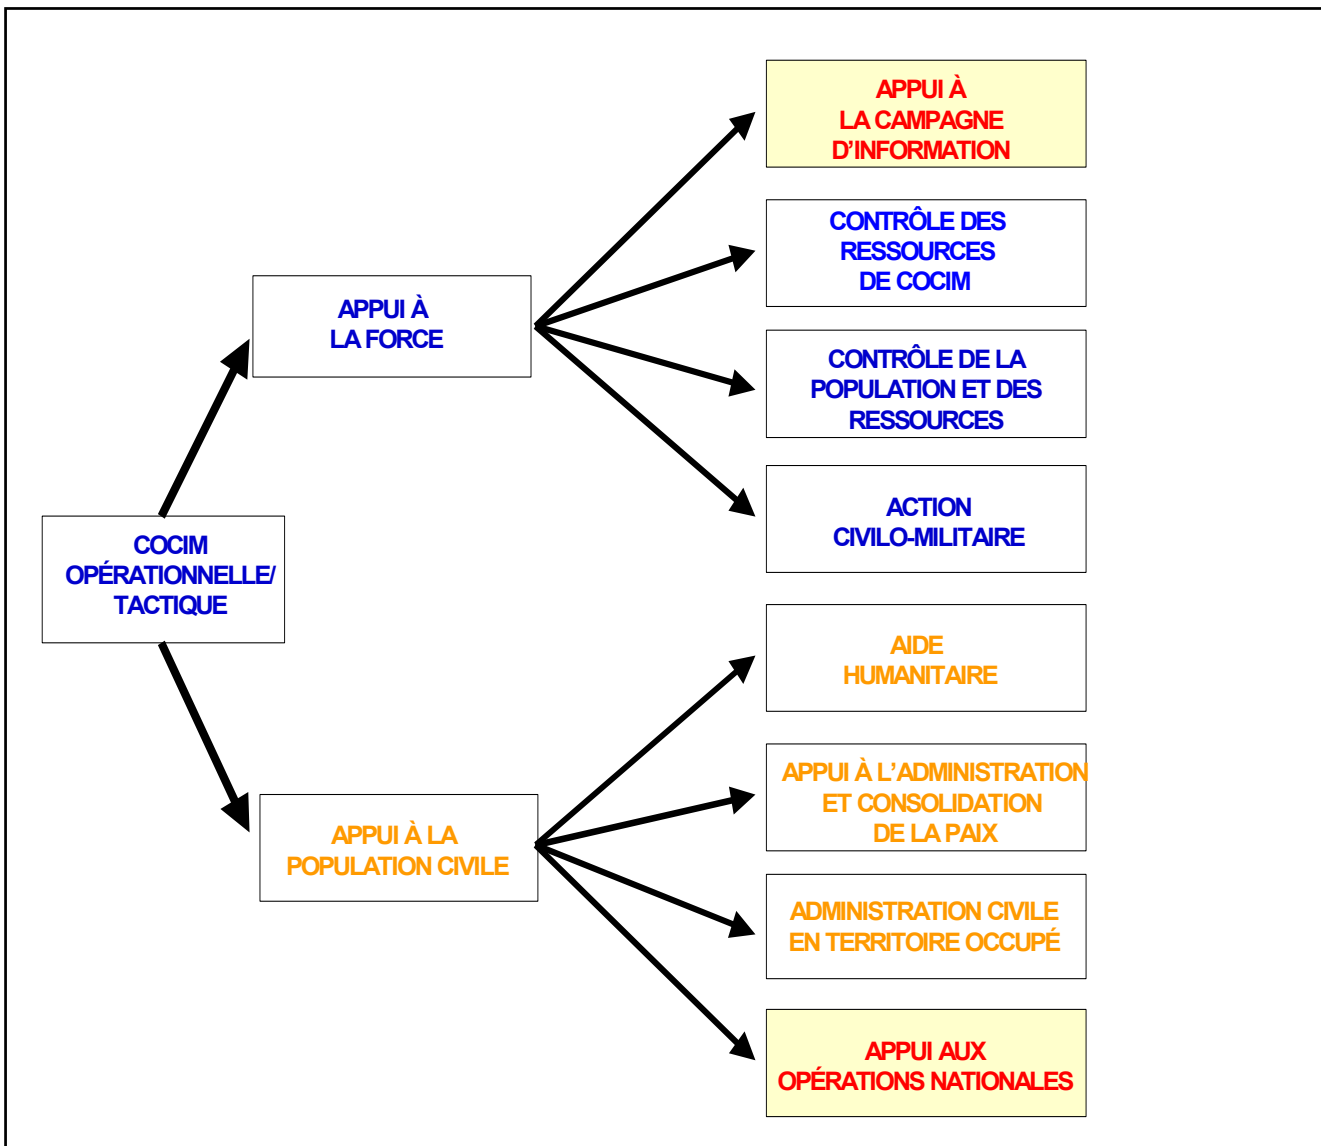 APPUI À
LA CAMPAGNE
D'INFORMATION
CONTRÔLE DES
RESSOURCES
DE COCIM
APPUI À
LA FORCE
CONTRÔLE DE LA
POPULATION ET DES
RESSOURCES
ACTION
CIVILO-MILITAIRE
COCIM
OPÉRATIONNELLE/
TACTIQUE
AIDE
HUMANITAIRE
APPUI À L'ADMINISTRATION
ET CONSOLIDATION
DE LA PAIX
APPUI À LA
POPULATION CIVILE
ADMINISTRATION CIVILE
EN TERRITOIRE OCCUPÉ
APPUI AUX
OPÉRATIONS NATIONALES